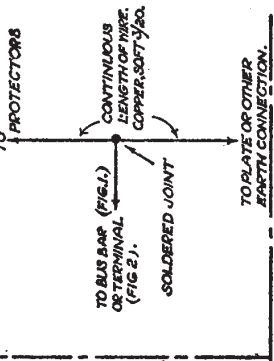 TO
PROTECTORS
CONTINUOUS
LENGTH OF WIRE.
COPPER, SOFT 3/20.
TO BUS BAR (FIG.1.)
OR TERMINAL
(FIG 2).
SOLDERED JOINT
TO PLATE OR OTHER
EARTH CONNECTION.